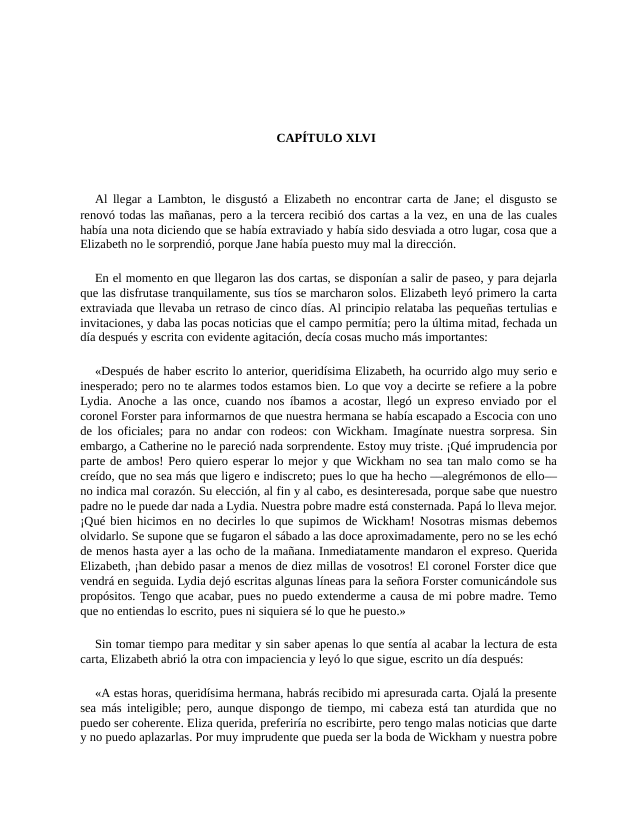 CAPÍTULO XLVI
Al llegar a Lambton, le disgustó a Elizabeth no encontrar carta de Jane; el disgusto se
renovó todas las mañanas, pero a la tercera recibió dos cartas a la vez, en una de las cuales
había una nota diciendo que se había extraviado y había sido desviada a otro lugar, cosa que a
Elizabeth no le sorprendió, porque Jane había puesto muy mal la dirección.
En el momento en que llegaron las dos cartas, se disponían a salir de paseo, y para dejarla
que las disfrutase tranquilamente, sus tíos se marcharon solos. Elizabeth leyó primero la carta
extraviada que llevaba un retraso de cinco días. Al principio relataba las pequeñas tertulias e
invitaciones, y daba las pocas noticias que el campo permitía; pero la última mitad, fechada un
día después y escrita con evidente agitación, decía cosas mucho más importantes:
«Después de haber escrito lo anterior, queridísima Elizabeth, ha ocurrido algo muy serio e
inesperado; pero no te alarmes todos estamos bien. Lo que voy a decirte se refiere a la pobre
Lydia. Anoche a las once, cuando nos íbamos a acostar, llegó un expreso enviado por el
coronel Forster para informarnos de que nuestra hermana se había escapado a Escocia con uno
de los oficiales; para no andar con rodeos: con Wickham. Imagínate nuestra sorpresa. Sin
embargo, a Catherine no le pareció nada sorprendente. Estoy muy triste. ¡Qué imprudencia por
parte de ambos! Pero quiero esperar lo mejor y que Wickham no sea tan malo como se ha
creído, que no sea más que ligero e indiscreto; pues lo que ha hecho —alegrémonos de ello—
no indica mal corazón. Su elección, al fin y al cabo, es desinteresada, porque sabe que nuestro
padre no le puede dar nada a Lydia. Nuestra pobre madre está consternada. Papá lo lleva mejor.
¡Qué bien hicimos en no decirles lo que supimos de Wickham! Nosotras mismas debemos
olvidarlo. Se supone que se fugaron el sábado a las doce aproximadamente, pero no se les echó
de menos hasta ayer a las ocho de la mañana. Inmediatamente mandaron el expreso. Querida
Elizabeth, ¡han debido pasar a menos de diez millas de vosotros! El coronel Forster dice que
vendrá en seguida. Lydia dejó escritas algunas líneas para la señora Forster comunicándole sus
propósitos. Tengo que acabar, pues no puedo extenderme a causa de mi pobre madre. Temo
que no entiendas lo escrito, pues ni siquiera sé lo que he puesto.»
Sin tomar tiempo para meditar y sin saber apenas lo que sentía al acabar la lectura de esta
carta, Elizabeth abrió la otra con impaciencia y leyó lo que sigue, escrito un día después:
«A estas horas, queridísima hermana, habrás recibido mi apresurada carta. Ojalá la presente
sea más inteligible; pero, aunque dispongo de tiempo, mi cabeza está tan aturdida que no
puedo ser coherente. Eliza querida, preferiría no escribirte, pero tengo malas noticias que darte
y no puedo aplazarlas. Por muy imprudente que pueda ser la boda de Wickham y nuestra pobre